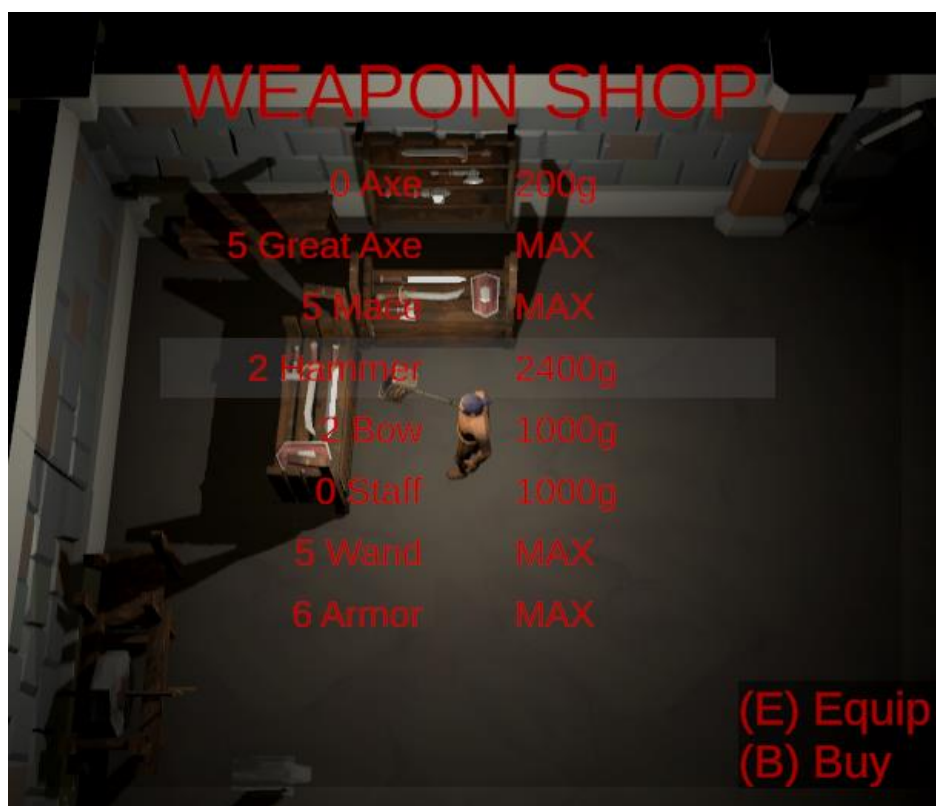 WEAPON SHOP
0 Axe 200g
5 Great Axe MAX
5 Mace MAX
2 Hammer 2400g
2 Bow 1000g
0 Staff 1000g
5 Wand MAX
6 Armor MAX
(E) Equip
(B) Buy